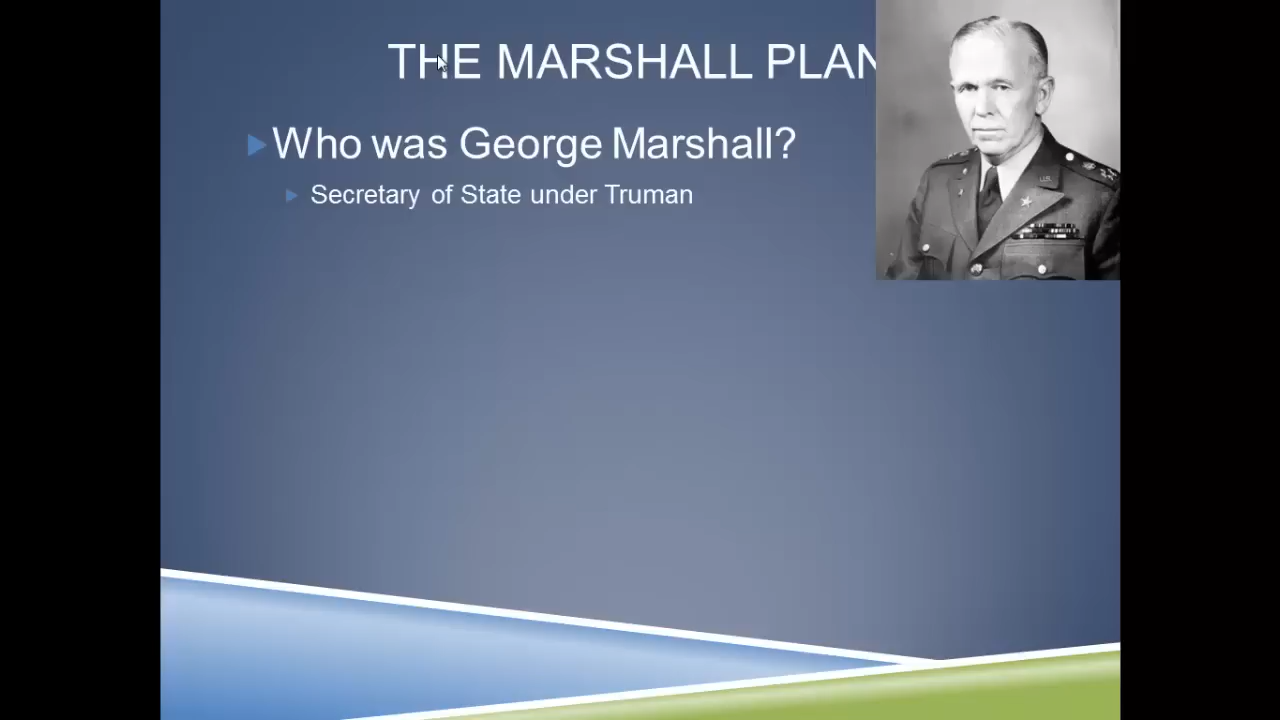 THE MARSHALL PLAN
Who was George Marshall?
Secretary of State under Truman